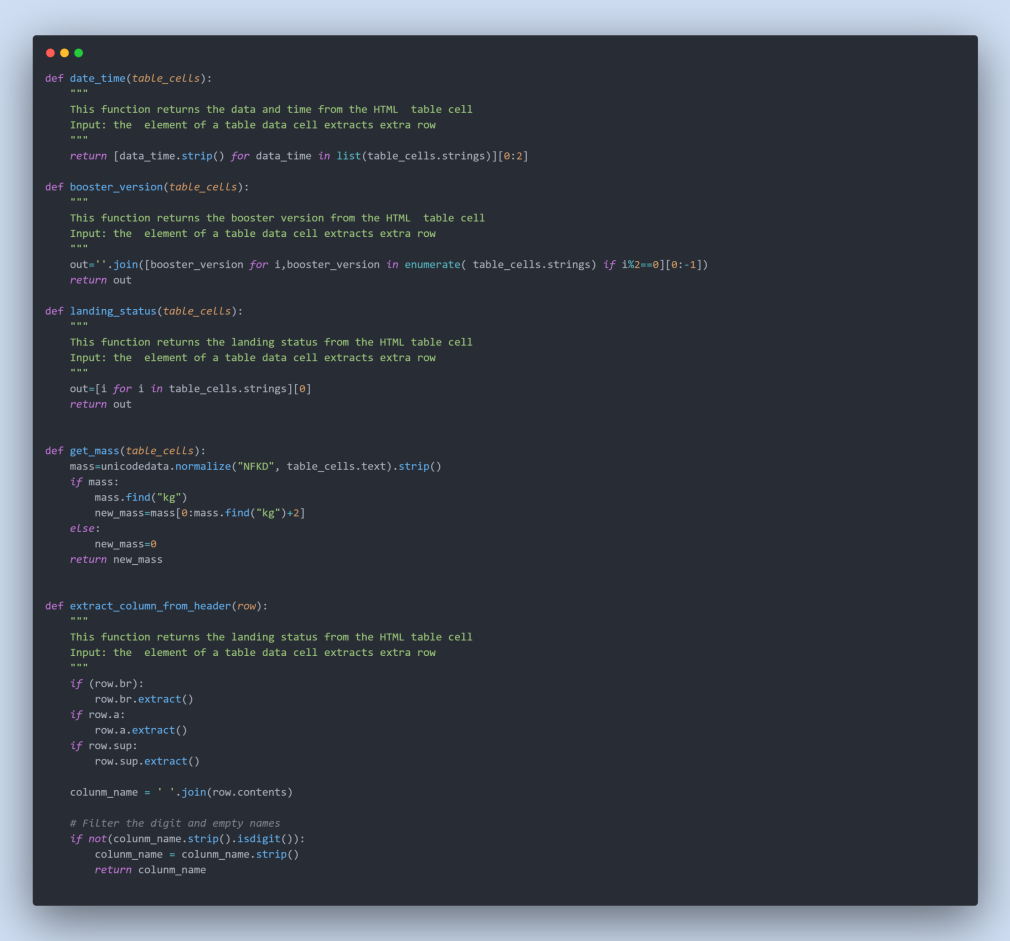 def date_time(table_cells):
    """
    This function returns the data and time from the HTML  table cell
    Input: the  element of a table data cell extracts extra row
    """
    return [data_time.strip() for data_time in list(table_cells.strings)][0:2]

def booster_version(table_cells):
    """
    This function returns the booster version from the HTML  table cell
    Input: the  element of a table data cell extracts extra row
    """
    out=''.join([booster_version for i,booster_version in enumerate( table_cells.strings) if i%2==0][0:-1])
    return out

def landing_status(table_cells):
    """
    This function returns the landing status from the HTML table cell
    Input: the  element of a table data cell extracts extra row
    """
    out=[i for i in table_cells.strings][0]
    return out


def get_mass(table_cells):
    mass=unicodedata.normalize("NFKD", table_cells.text).strip()
    if mass:
        mass.find("kg")
        new_mass=mass[0:mass.find("kg")+2]
    else:
        new_mass=0
    return new_mass


def extract_column_from_header(row):
    """
    This function returns the landing status from the HTML table cell
    Input: the  element of a table data cell extracts extra row
    """
    if (row.br):
        row.br.extract()
    if row.a:
        row.a.extract()
    if row.sup:
        row.sup.extract()

    colunm_name = ' '.join(row.contents)

    # Filter the digit and empty names
    if not(colunm_name.strip().isdigit()):
        colunm_name = colunm_name.strip()
        return colunm_name